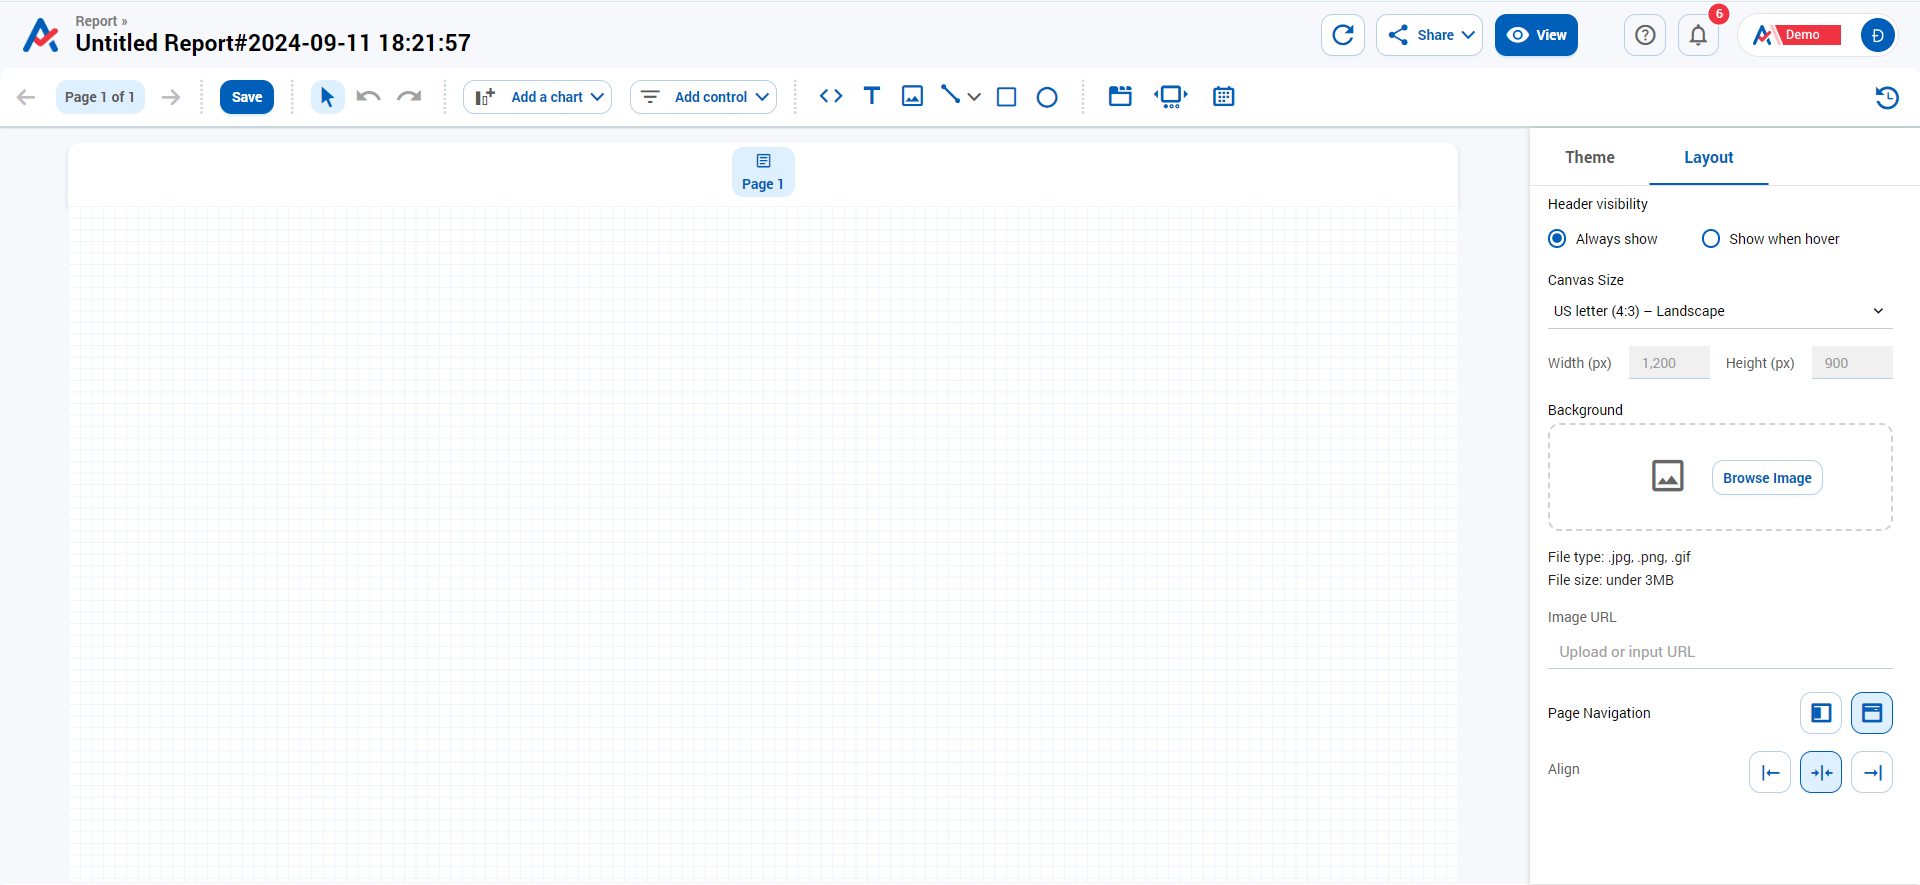 Report »
Untitled Report#2024-09-11 18:21:57
Share
View
6
Demo
Đ
Page 1 of 1
Save
Add a chart
Add control
Page 1
Theme
Layout
Header visibility
Always show
Show when hover
Canvas Size
US letter (4:3) – Landscape
Width (px)
1,200
Height (px)
900
Background
Browse Image
File type: .jpg, .png, .gif
File size: under 3MB
Image URL
Upload or input URL
Page Navigation
Align